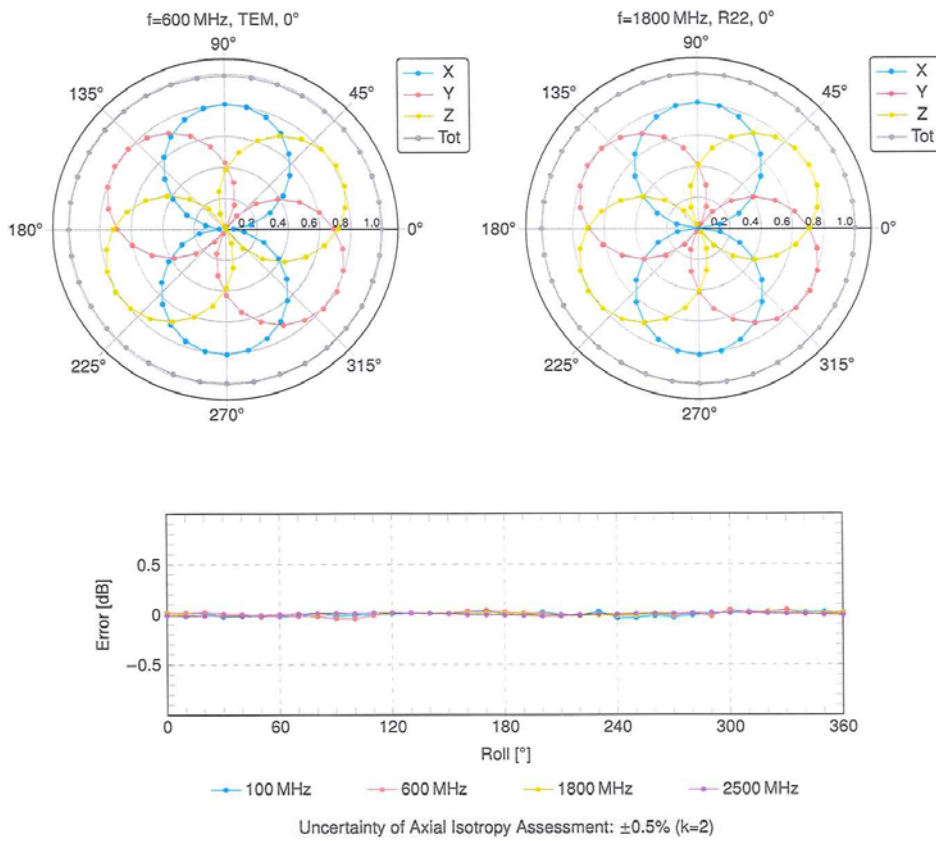 f=600 MHz, TEM, 0°
90°
135°
45°
180°
0.2 0.4 0.6 0.8 1.0
0°
225°
315°
270°
X
Y
Z
Tot
f=1800 MHz, R22, 0°
90°
135°
45°
180°
0.2 0.4 0.6 0.8 1.0
0°
225°
315°
270°
X
Y
Z
Tot
Error [dB]
0.5
0
−0.5
0 60 120 180 240 300 360
Roll [°]
100 MHz 600 MHz 1800 MHz 2500 MHz
Uncertainty of Axial Isotropy Assessment: ±0.5% (k=2)